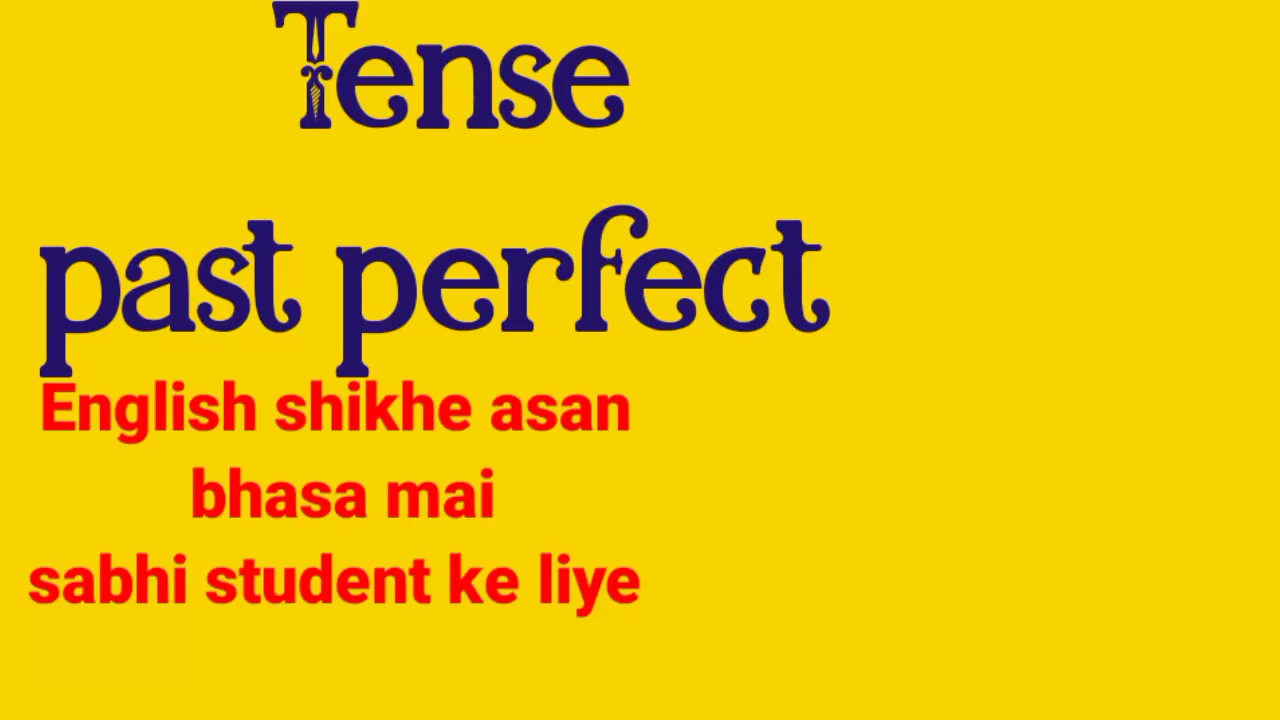 Tense
past perfect
English shikhe asan
bhasa mai
sabhi student ke liye